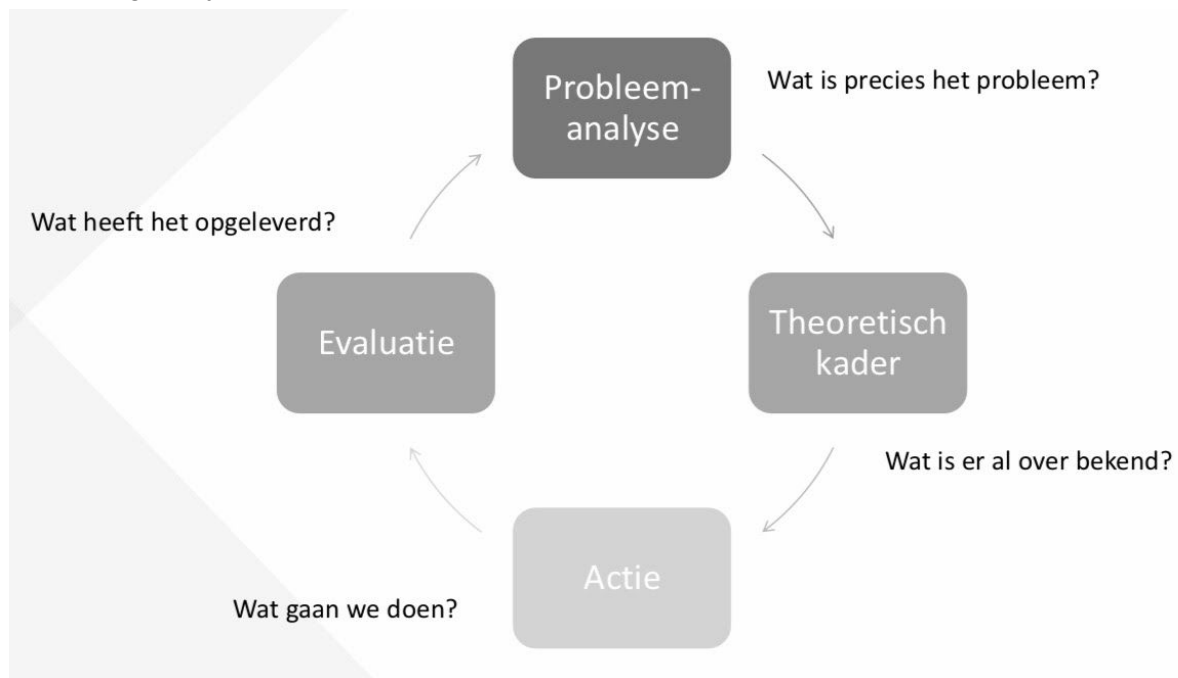 Probleem-
analyse
Wat is precies het probleem?
Theoretisch
kader
Wat is er al over bekend?
Actie
Wat gaan we doen?
Evaluatie
Wat heeft het opgeleverd?